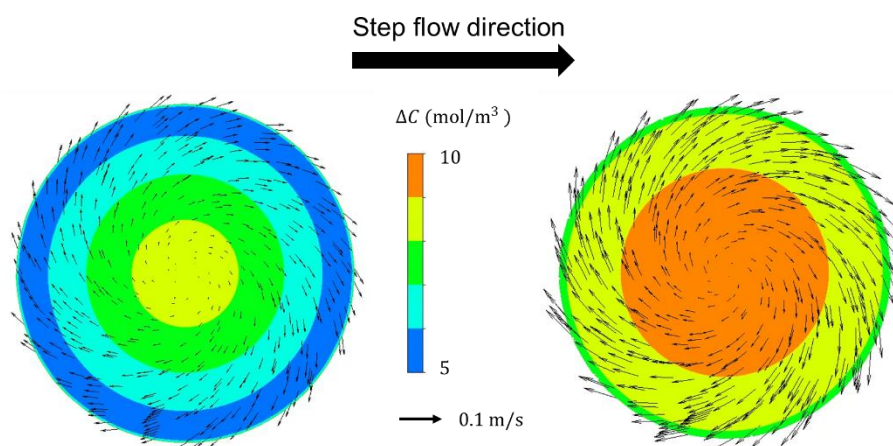 Step flow direction
ΔC (mol/m³ )
10
5
0.1 m/s